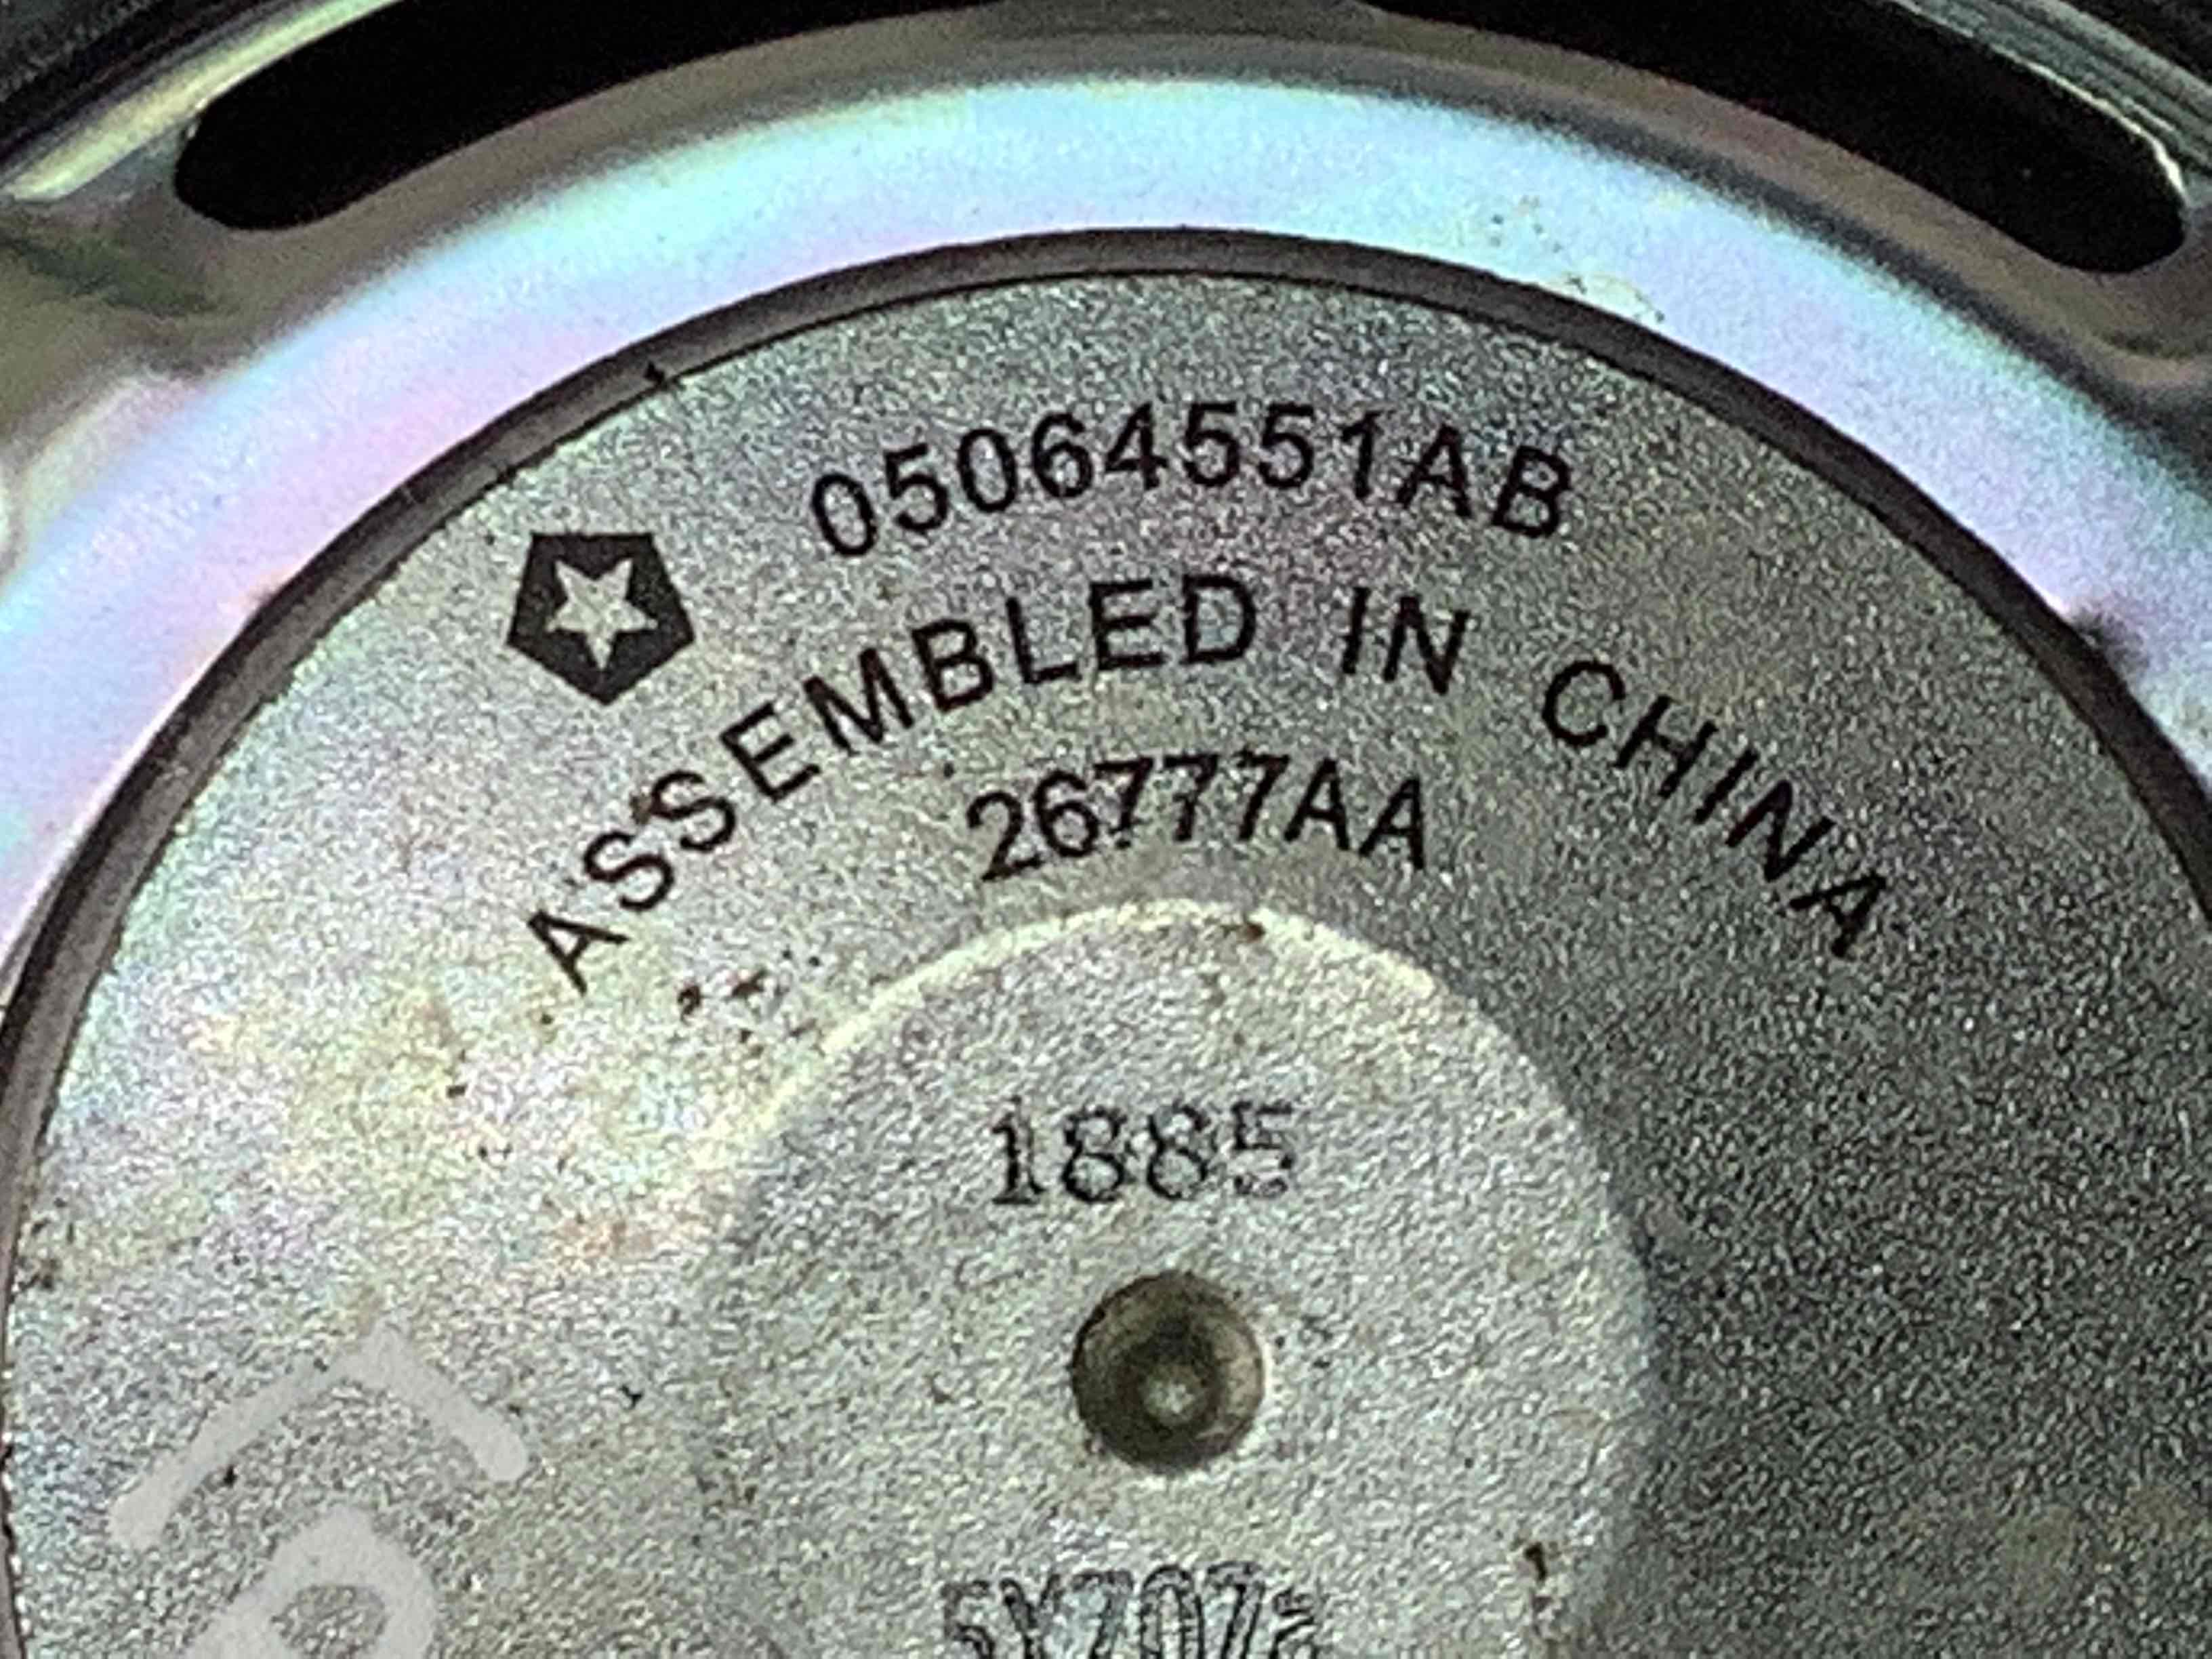 05064551AB
ASSEMBLED IN CHINA
26777AA
1885